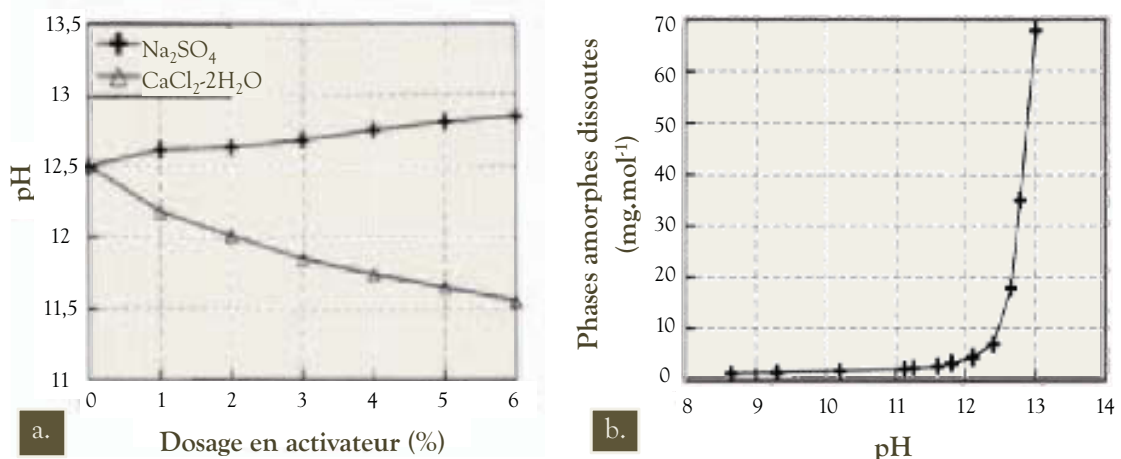 13,5
13
12,5
12
11,5
11
pH
Na₂SO₄
CaCl₂-2H₂O
0 1 2 3 4 5 6
Dosage en activateur (%)
a.
70
60
50
40
30
20
10
0
Phases amorphes dissoutes
(mg.mol⁻¹)
8 9 10 11 12 13 14
pH
b.